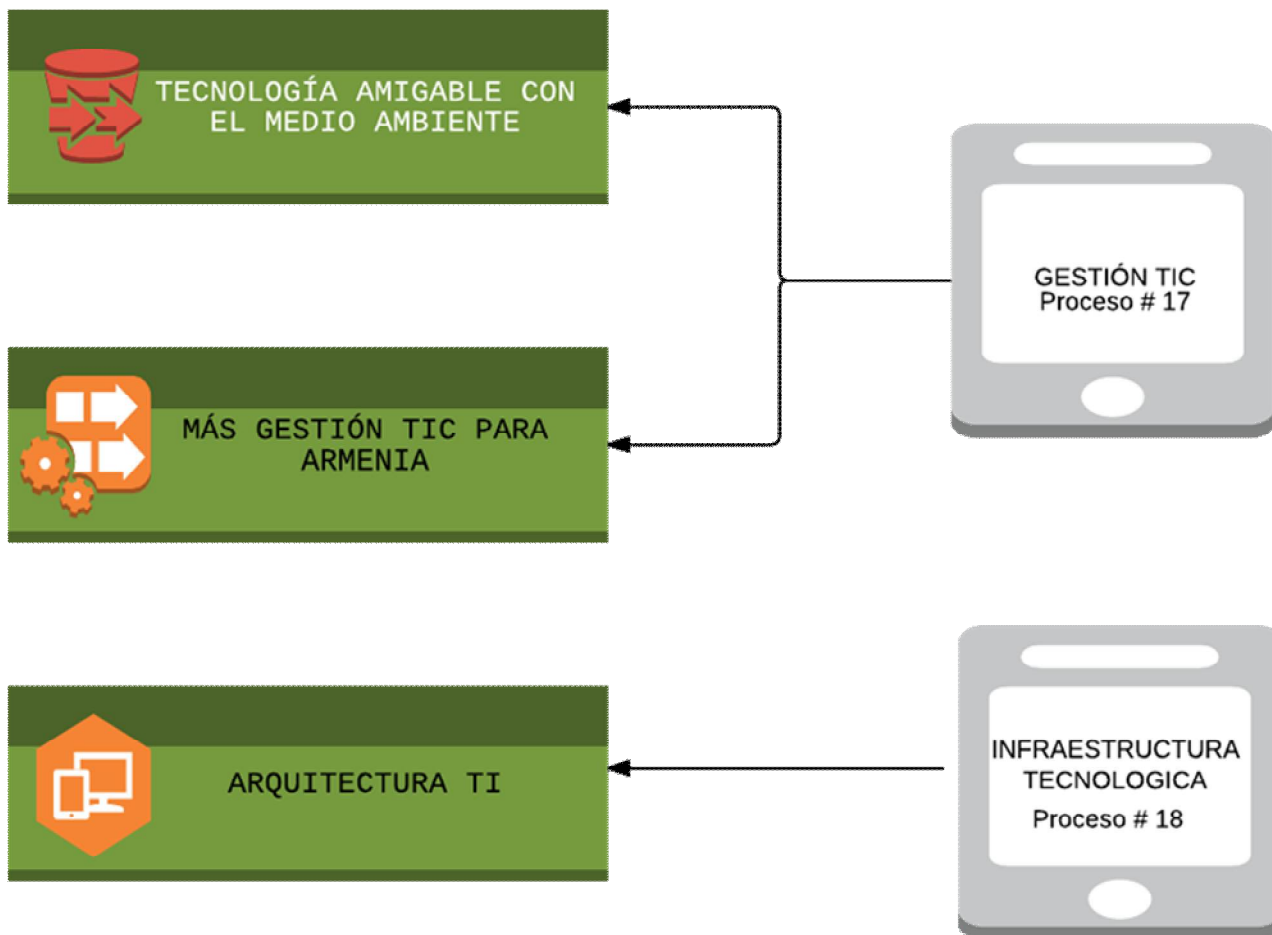 TECNOLOGÍA AMIGABLE CON
EL MEDIO AMBIENTE
GESTIÓN TIC
Proceso # 17
MÁS GESTIÓN TIC PARA
ARMENIA
ARQUITECTURA TI
INFRAESTRUCTURA
TECNOLOGICA
Proceso # 18